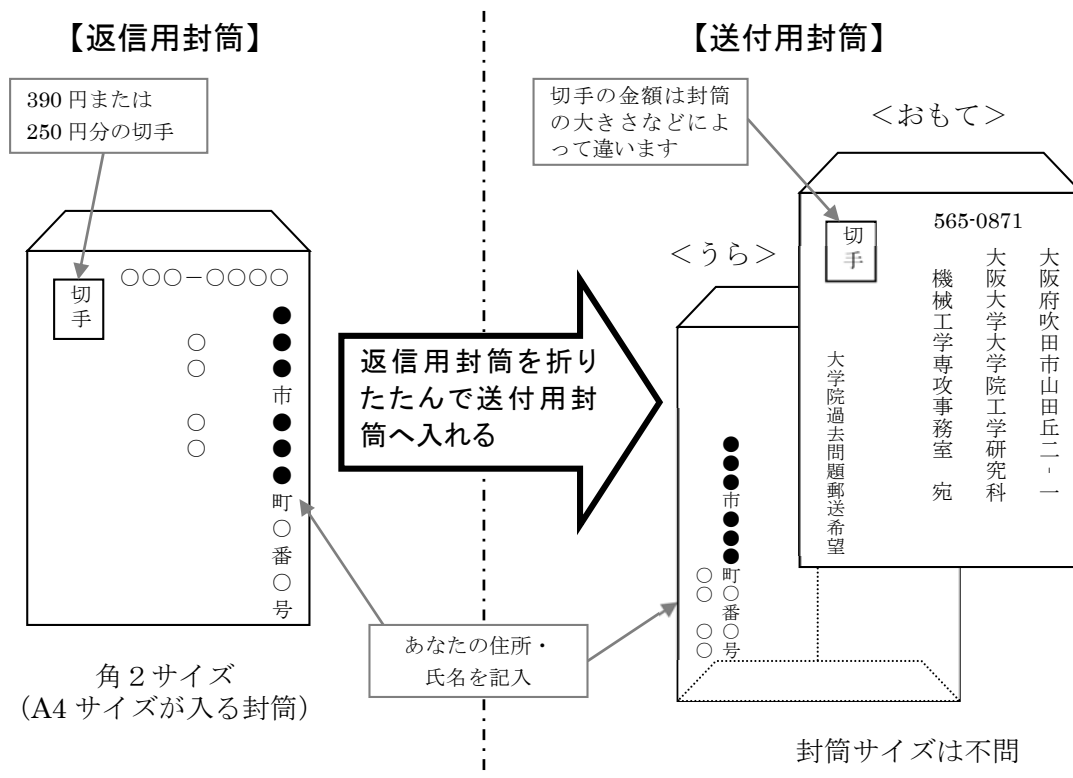 【返信用封筒】
390 円または
250 円分の切手
切
手
○○○－○○○○
●●●市●●●町○番○号
○○　○○
角２サイズ
（A4 サイズが入る封筒）
返信用封筒を折り
たたんで送付用封
筒へ入れる
あなたの住所・
氏名を記入
【送付用封筒】
切手の金額は封筒
の大きさなどによ
って違います
＜おもて＞
切
手
565-0871
大阪府吹田市山田丘二-一
大阪大学大学院工学研究科
機械工学専攻事務室　宛
大学院過去問題郵送希望
＜うら＞
●●●市●●●町○番○号
○○　○○
封筒サイズは不問